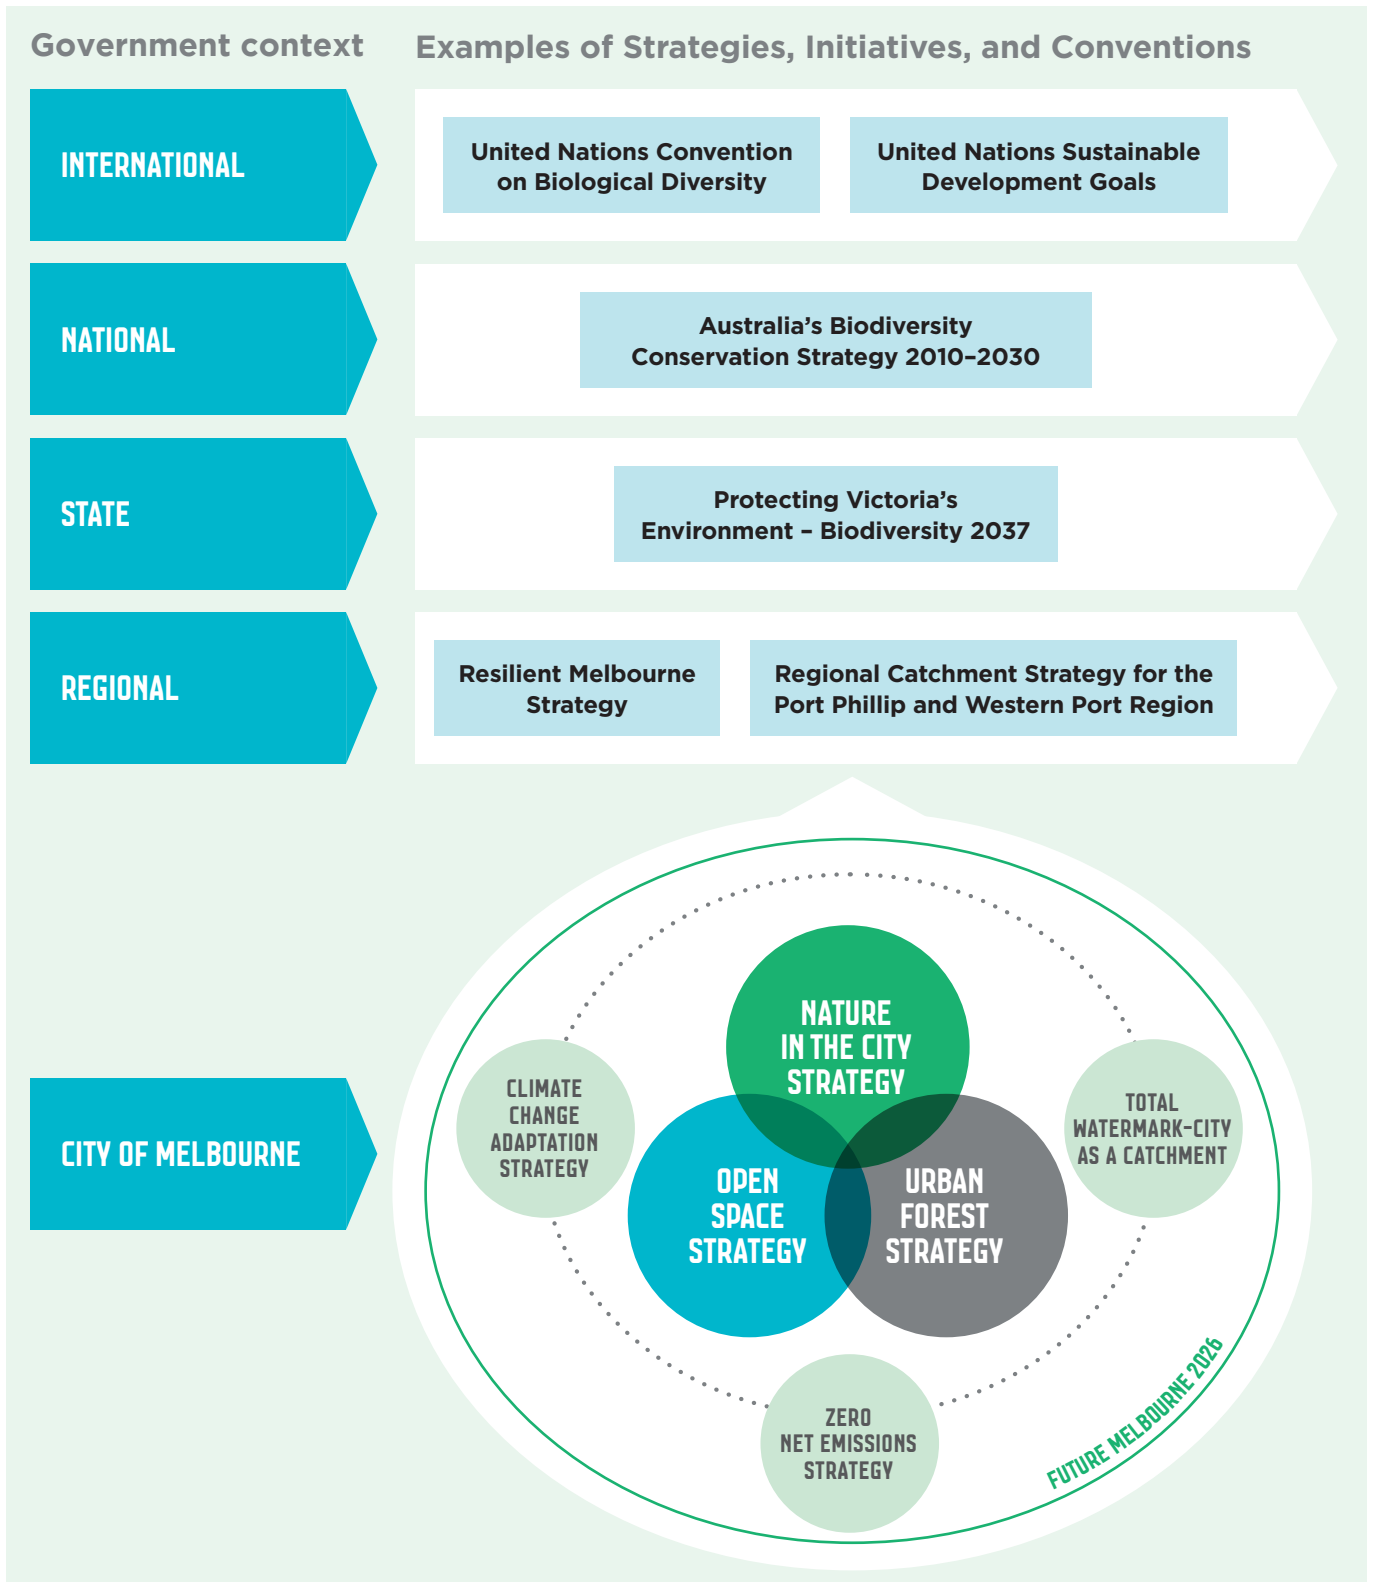 Government context
Examples of Strategies, Initiatives, and Conventions
INTERNATIONAL
United Nations Convention
on Biological Diversity
United Nations Sustainable
Development Goals
NATIONAL
Australia’s Biodiversity
Conservation Strategy 2010–2030
STATE
Protecting Victoria’s
Environment – Biodiversity 2037
REGIONAL
Resilient Melbourne
Strategy
Regional Catchment Strategy for the
Port Phillip and Western Port Region
CITY OF MELBOURNE
NATURE
IN THE CITY
STRATEGY
CLIMATE
CHANGE
ADAPTATION
STRATEGY
TOTAL
WATERMARK-CITY
AS A CATCHMENT
OPEN
SPACE
STRATEGY
URBAN
FOREST
STRATEGY
ZERO
NET EMISSIONS
STRATEGY
FUTURE MELBOURNE 2026